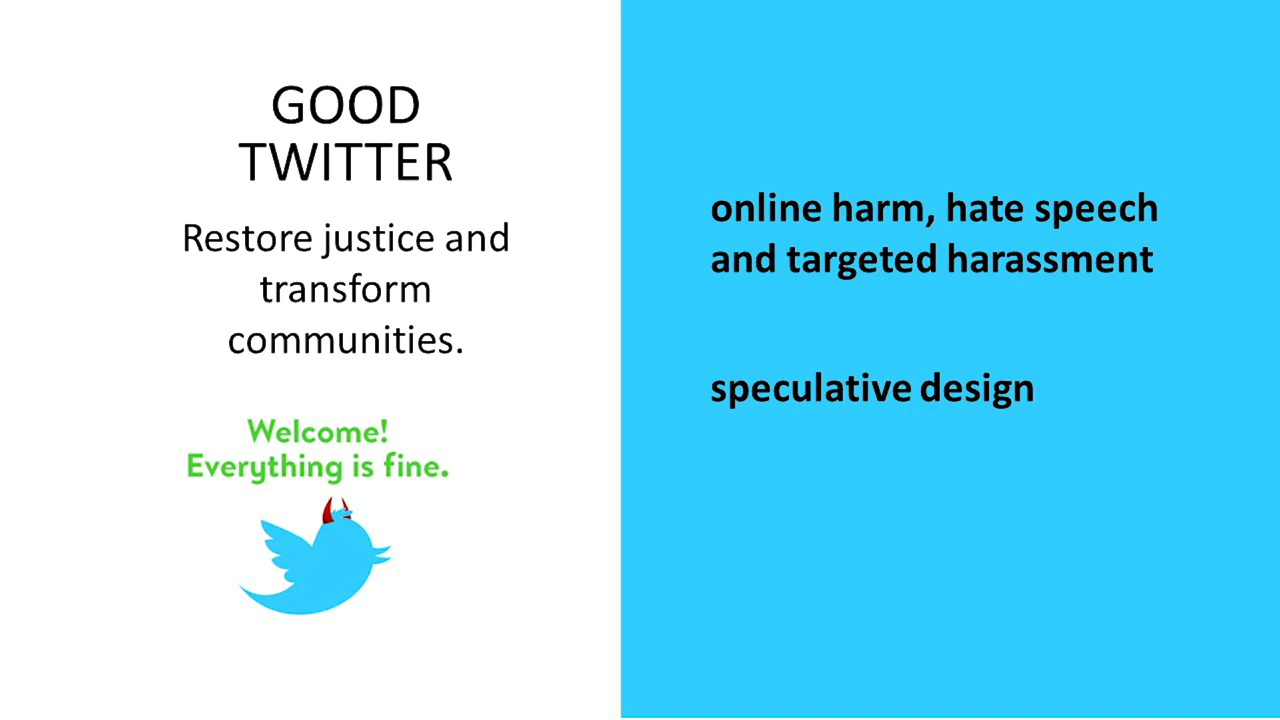 GOOD
TWITTER
Restore justice and
transform
communities.
Welcome!
Everything is fine.
online harm, hate speech
and targeted harassment
speculative design